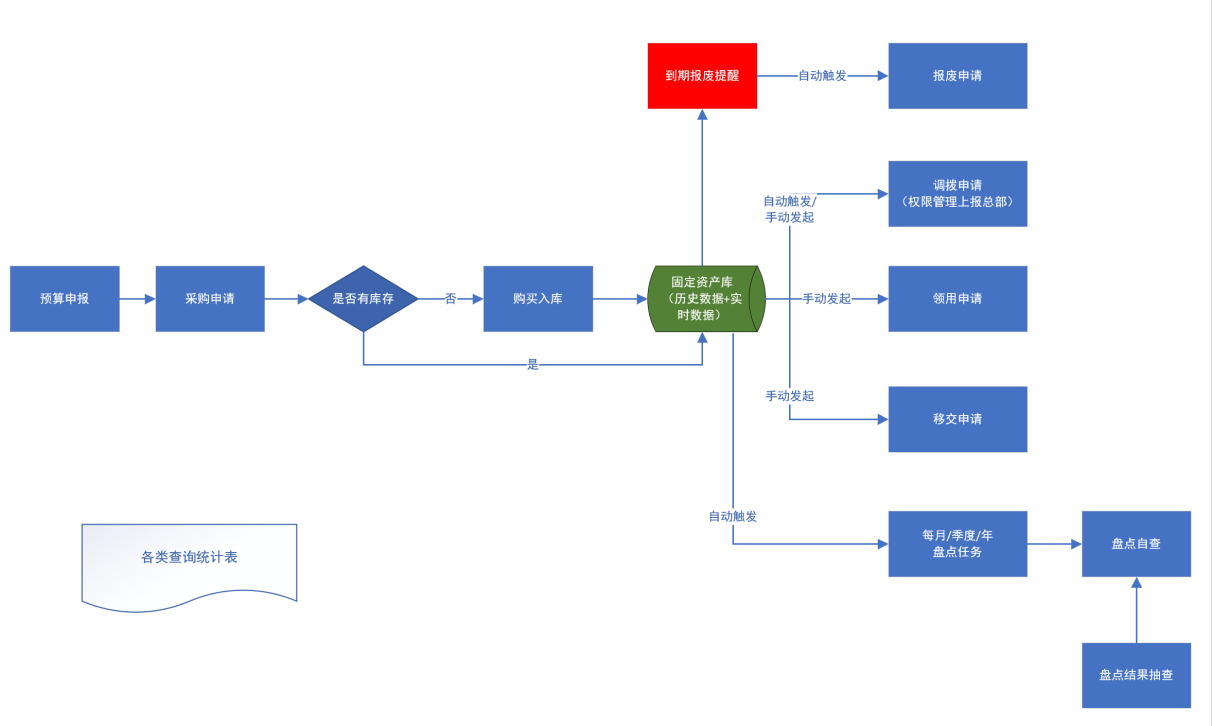 到期报废提醒
自动触发
报废申请
调拨申请
（权限管理上报总部）
自动触发/
手动发起
预算申报
采购申请
是否有库存
否
购买入库
固定资产库
（历史数据+实
时数据）
手动发起
领用申请
是
手动发起
移交申请
自动触发
每月/季度/年
盘点任务
盘点自查
各类查询统计表
盘点结果抽查